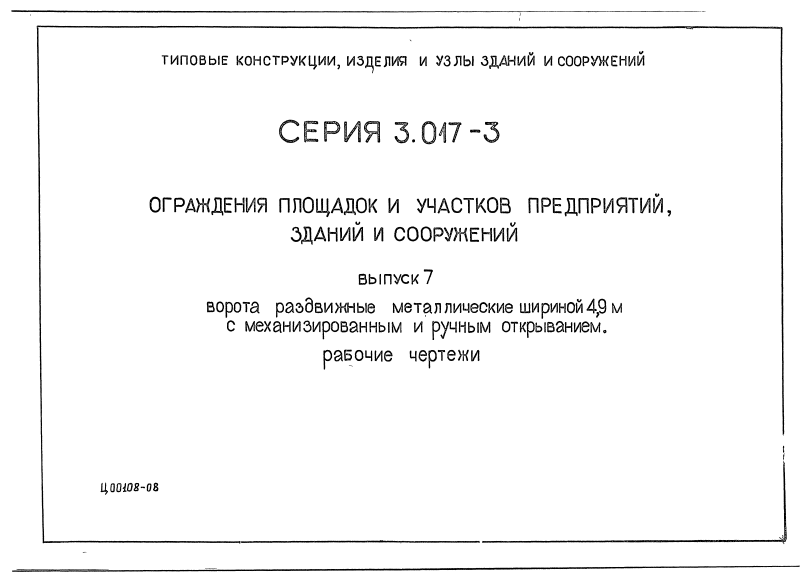 ТИПОВЫЕ КОНСТРУКЦИИ, ИЗДЕЛИЯ И УЗЛЫ ЗДАНИЙ И СООРУЖЕНИЙ
СЕРИЯ 3.017-3
ОГРАЖДЕНИЯ ПЛОЩАДОК И УЧАСТКОВ ПРЕДПРИЯТИЙ,
ЗДАНИЙ И СООРУЖЕНИЙ
ВЫПУСК 7
ворота раздвижные металлические шириной 4,9 м
с механизированным и ручным открыванием.
рабочие чертежи
Ц00108-08